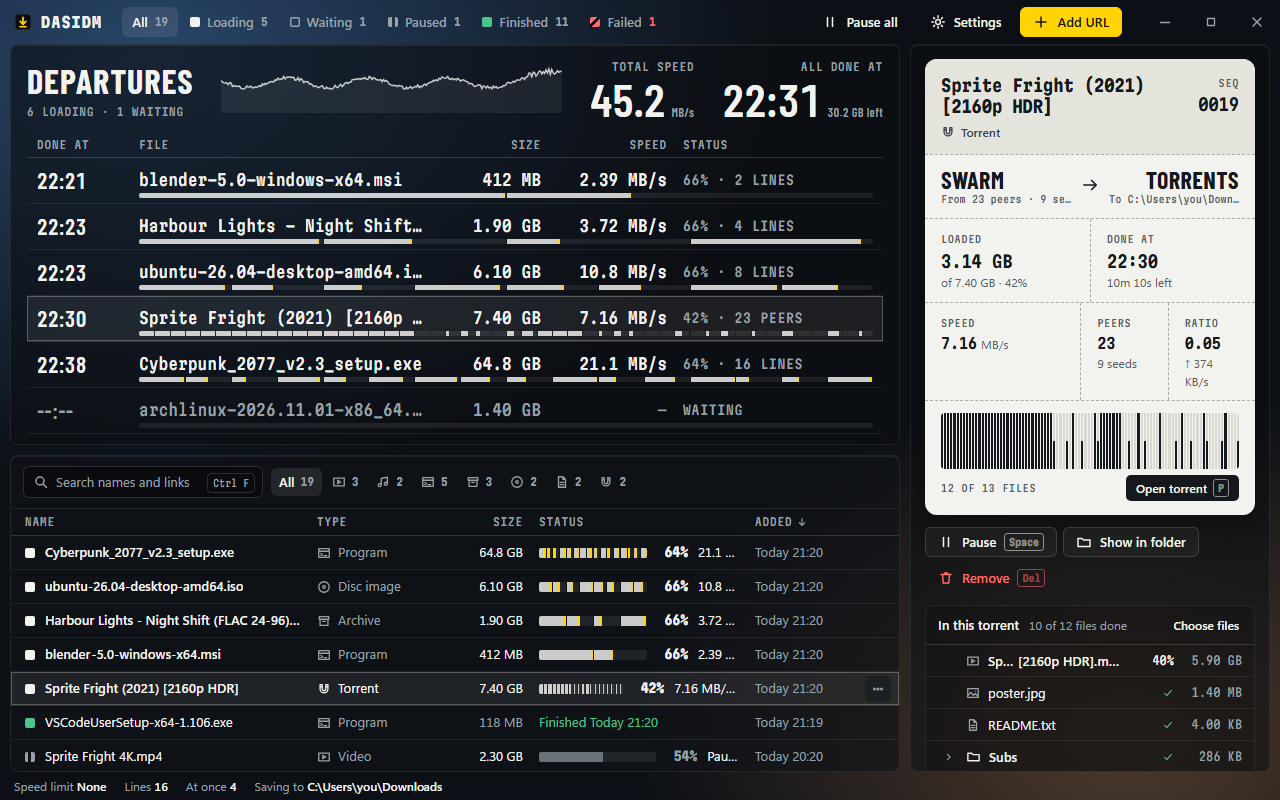 DASIDM All 19 Loading 5 Waiting 1 Paused 1 Finished 11 Failed 1 Pause all Settings Add URL
DEPARTURES
6 LOADING · 1 WAITING
TOTAL SPEED
45.2 MB/s
ALL DONE AT
22:31 30.2 GB left
DONE AT FILE SIZE SPEED STATUS
22:21 blender-5.0-windows-x64.msi 412 MB 2.39 MB/s 66% · 2 LINES
22:23 Harbour Lights - Night Shift… 1.90 GB 3.72 MB/s 66% · 4 LINES
22:23 ubuntu-26.04-desktop-amd64.i… 6.10 GB 10.8 MB/s 66% · 8 LINES
22:30 Sprite Fright (2021) [2160p … 7.40 GB 7.16 MB/s 42% · 23 PEERS
22:38 Cyberpunk_2077_v2.3_setup.exe 64.8 GB 21.1 MB/s 64% · 16 LINES
--:-- archlinux-2026.11.01-x86_64.… 1.40 GB — WAITING
Search names and links Ctrl F All 19 3 2 5 3 2 2 2
NAME TYPE SIZE STATUS ADDED ↓
Cyberpunk_2077_v2.3_setup.exe Program 64.8 GB 64% 21.1 … Today 21:20
ubuntu-26.04-desktop-amd64.iso Disc image 6.10 GB 66% 10.8 … Today 21:20
Harbour Lights - Night Shift (FLAC 24-96)… Archive 1.90 GB 66% 3.72 … Today 21:20
blender-5.0-windows-x64.msi Program 412 MB 66% 2.39 … Today 21:20
Sprite Fright (2021) [2160p HDR] Torrent 7.40 GB 42% 7.16 MB/… Today 21:20
VSCodeUserSetup-x64-1.106.exe Program 118 MB Finished Today 21:20 Today 21:19
Sprite Fright 4K.mp4 Video 2.30 GB 54% Pau… Today 20:20
Speed limit None Lines 16 At once 4 Saving to C:\Users\you\Downloads
Sprite Fright (2021)
[2160p HDR]
SEQ
0019
Torrent
SWARM → TORRENTS
From 23 peers · 9 se… To C:\Users\you\Down…
LOADED DONE AT
3.14 GB 22:30
of 7.40 GB · 42% 10m 10s left
SPEED PEERS RATIO
7.16 MB/s 23 0.05
9 seeds ↑ 374
KB/s
12 OF 13 FILES Open torrent P
Pause Space Show in folder
Remove Del
In this torrent 10 of 12 files done Choose files
Sp… [2160p HDR].m… 40% 5.90 GB
poster.jpg ✓ 1.40 MB
README.txt ✓ 4.00 KB
Subs ✓ 286 KB